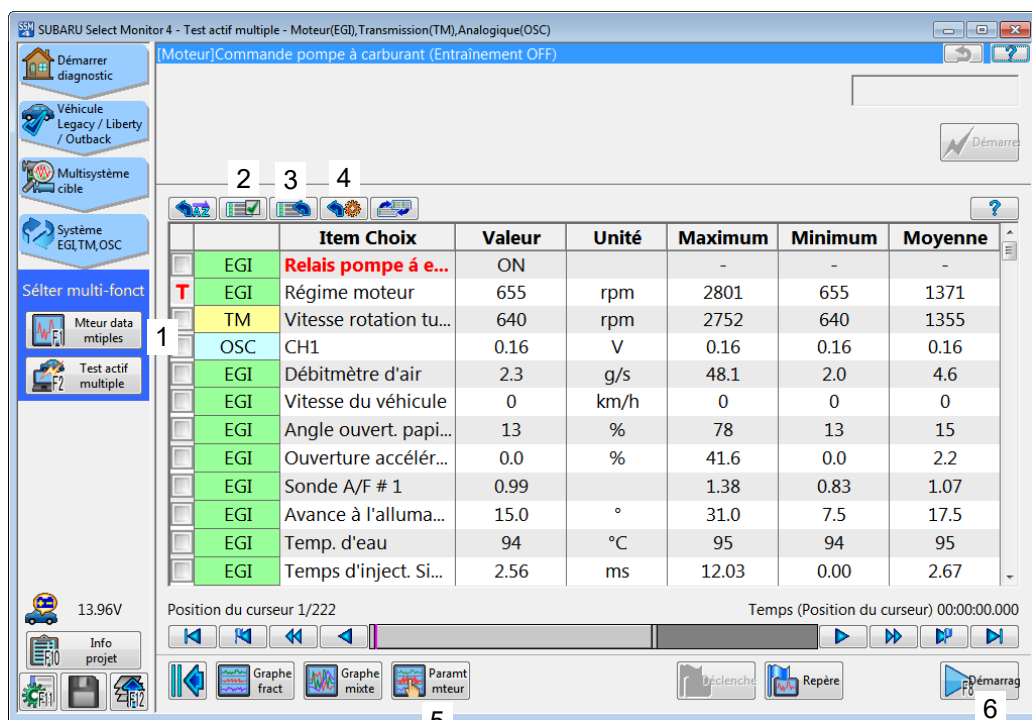 SUBARU Select Monitor 4 - Test actif multiple - Moteur(EGI),Transmission(TM),Analogique(OSC)
[Moteur]Commande pompe à carburant (Entraînement OFF)
Démarrer
diagnostic
Véhicule
Legacy / Liberty
/ Outback
Multisystème
cible
Système
EGI,TM,OSC
Sélter multi-fonct
F1 Mteur data
mtiples
F2 Test actif
multiple
1
13.96V
F10 Info
projet
F11 F12
Démarre
2 3 4
AZ
Item Choix Valeur Unité Maximum Minimum Moyenne
EGI Relais pompe á e... ON - - -
T EGI Régime moteur 655 rpm 2801 655 1371
TM Vitesse rotation tu... 640 rpm 2752 640 1355
OSC CH1 0.16 V 0.16 0.16 0.16
EGI Débitmètre d'air 2.3 g/s 48.1 2.0 4.6
EGI Vitesse du véhicule 0 km/h 0 0 0
EGI Angle ouvert. papi... 13 % 78 13 15
EGI Ouverture accélér... 0.0 % 41.6 0.0 2.2
EGI Sonde A/F # 1 0.99 1.38 0.83 1.07
EGI Avance à l'alluma... 15.0 ° 31.0 7.5 17.5
EGI Temp. d'eau 94 °C 95 94 95
EGI Temps d'inject. Si... 2.56 ms 12.03 0.00 2.67
Position du curseur 1/222 Temps (Position du curseur) 00:00:00.000
Graphe
fract
Graphe
mixte
Paramt
mteur
Déclenche
Repère
F8 Démarrag
5
6